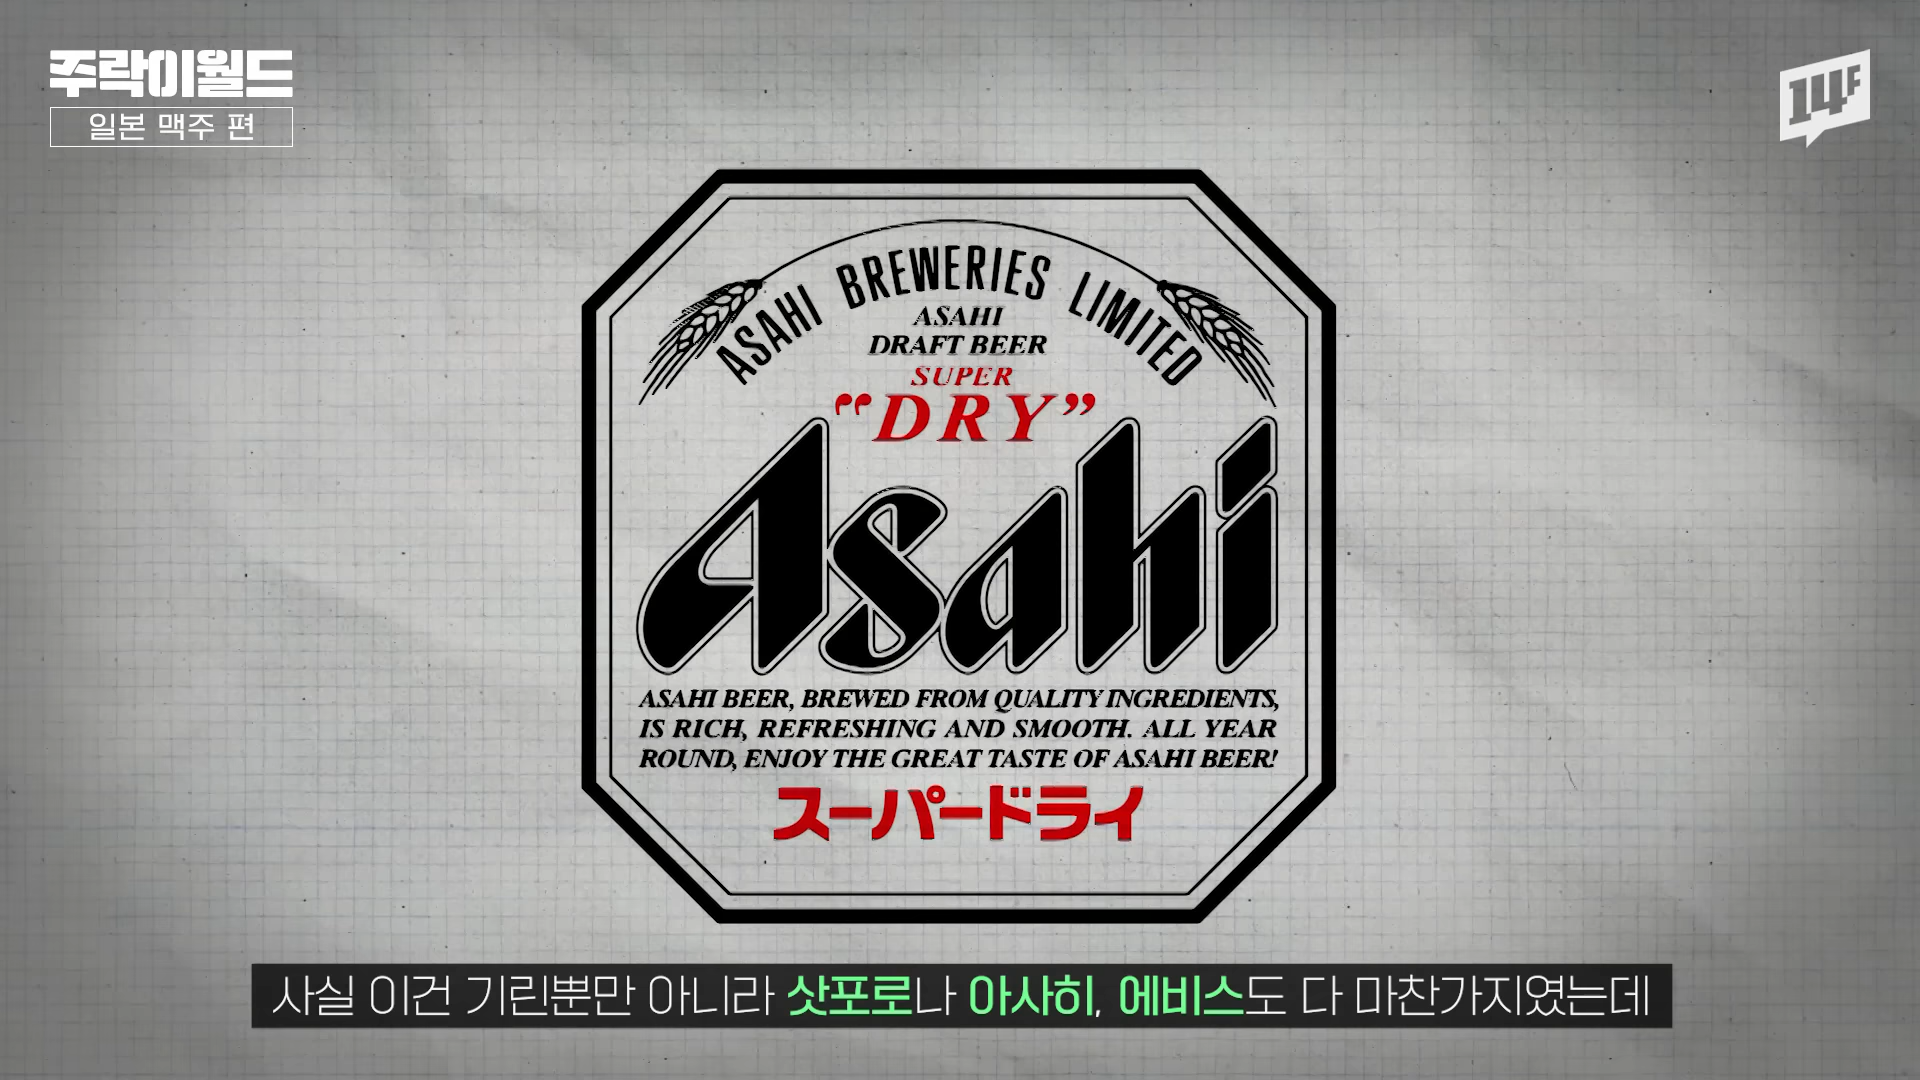 주락이월드
일본 맥주 편
14F
ASAHI BREWERIES LIMITED
ASAHI
DRAFT BEER
SUPER
“DRY”
Asahi
ASAHI BEER, BREWED FROM QUALITY INGREDIENTS,
IS RICH, REFRESHING AND SMOOTH. ALL YEAR
ROUND, ENJOY THE GREAT TASTE OF ASAHI BEER!
スーパードライ
사실 이건 기린뿐만 아니라 삿포로나 아사히, 에비스도 다 마찬가지였는데